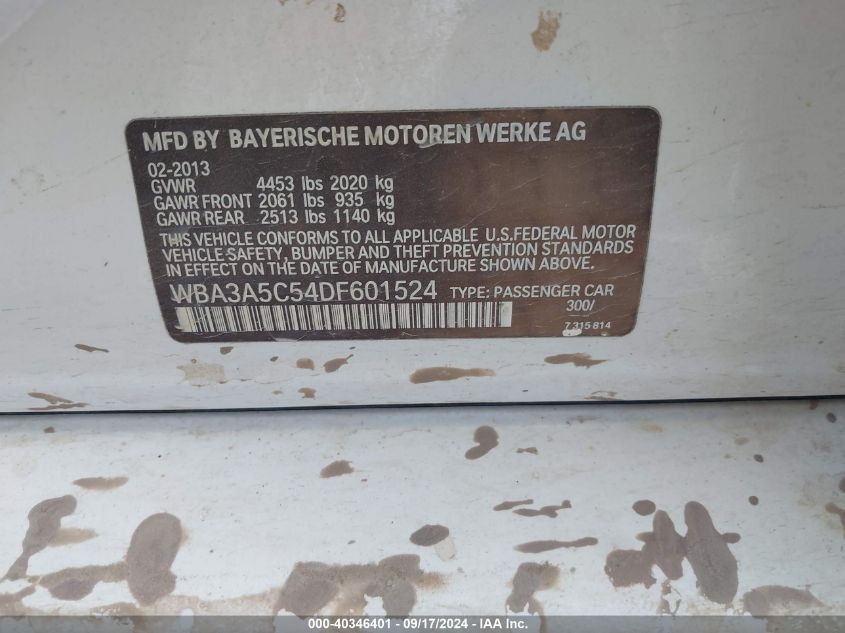 MFD BY BAYERISCHE MOTOREN WERKE AG
02-2013
GVWR 4453 lbs 2020 kg
GAWR FRONT 2061 lbs 935 kg
GAWR REAR 2513 lbs 1140 kg
THIS VEHICLE CONFORMS TO ALL APPLICABLE U.S.FEDERAL MOTOR
VEHICLE SAFETY, BUMPER AND THEFT PREVENTION STANDARDS
IN EFFECT ON THE DATE OF MANUFACTURE SHOWN ABOVE.
WBA3A5C54DF601524 TYPE: PASSENGER CAR
300/
7 315 814
000-40346401 - 09/17/2024 - IAA Inc.